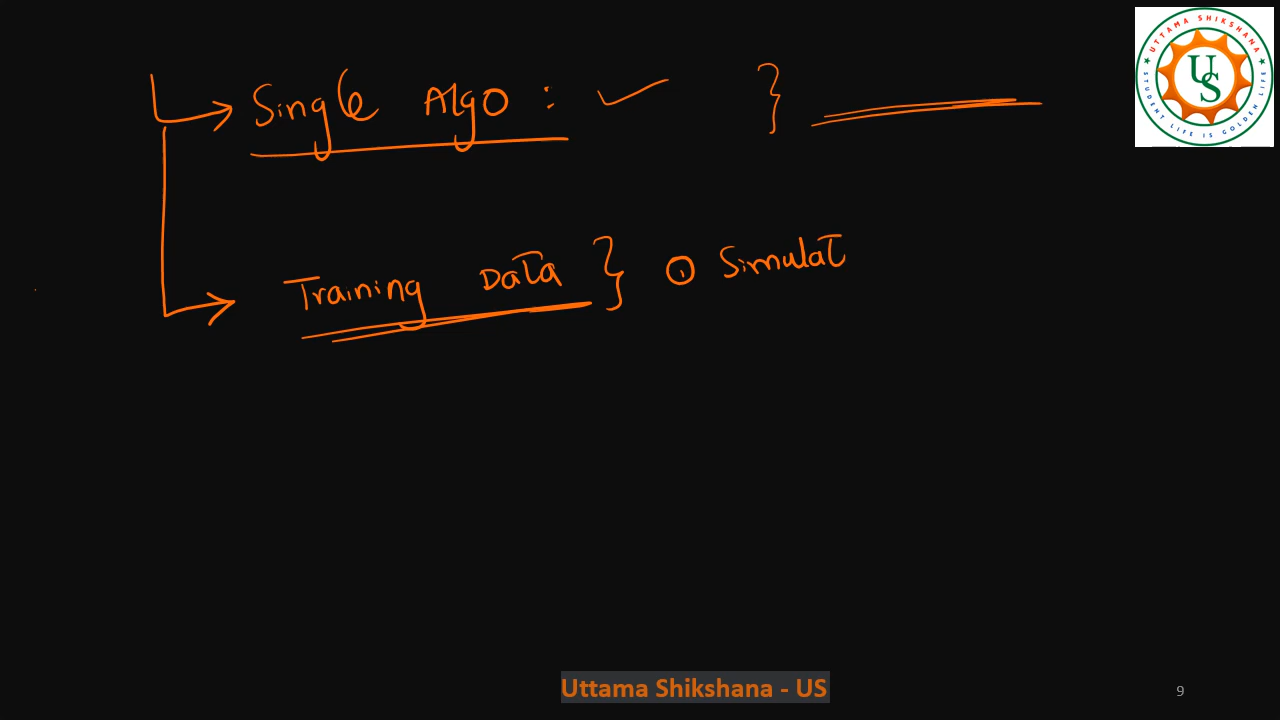 Single Algo :
Training Data } ① Simulat
UTTAMA SHIKSHANA
US
STUDENT LIFE IS GOLDEN LIFE
Uttama Shikshana - US
9